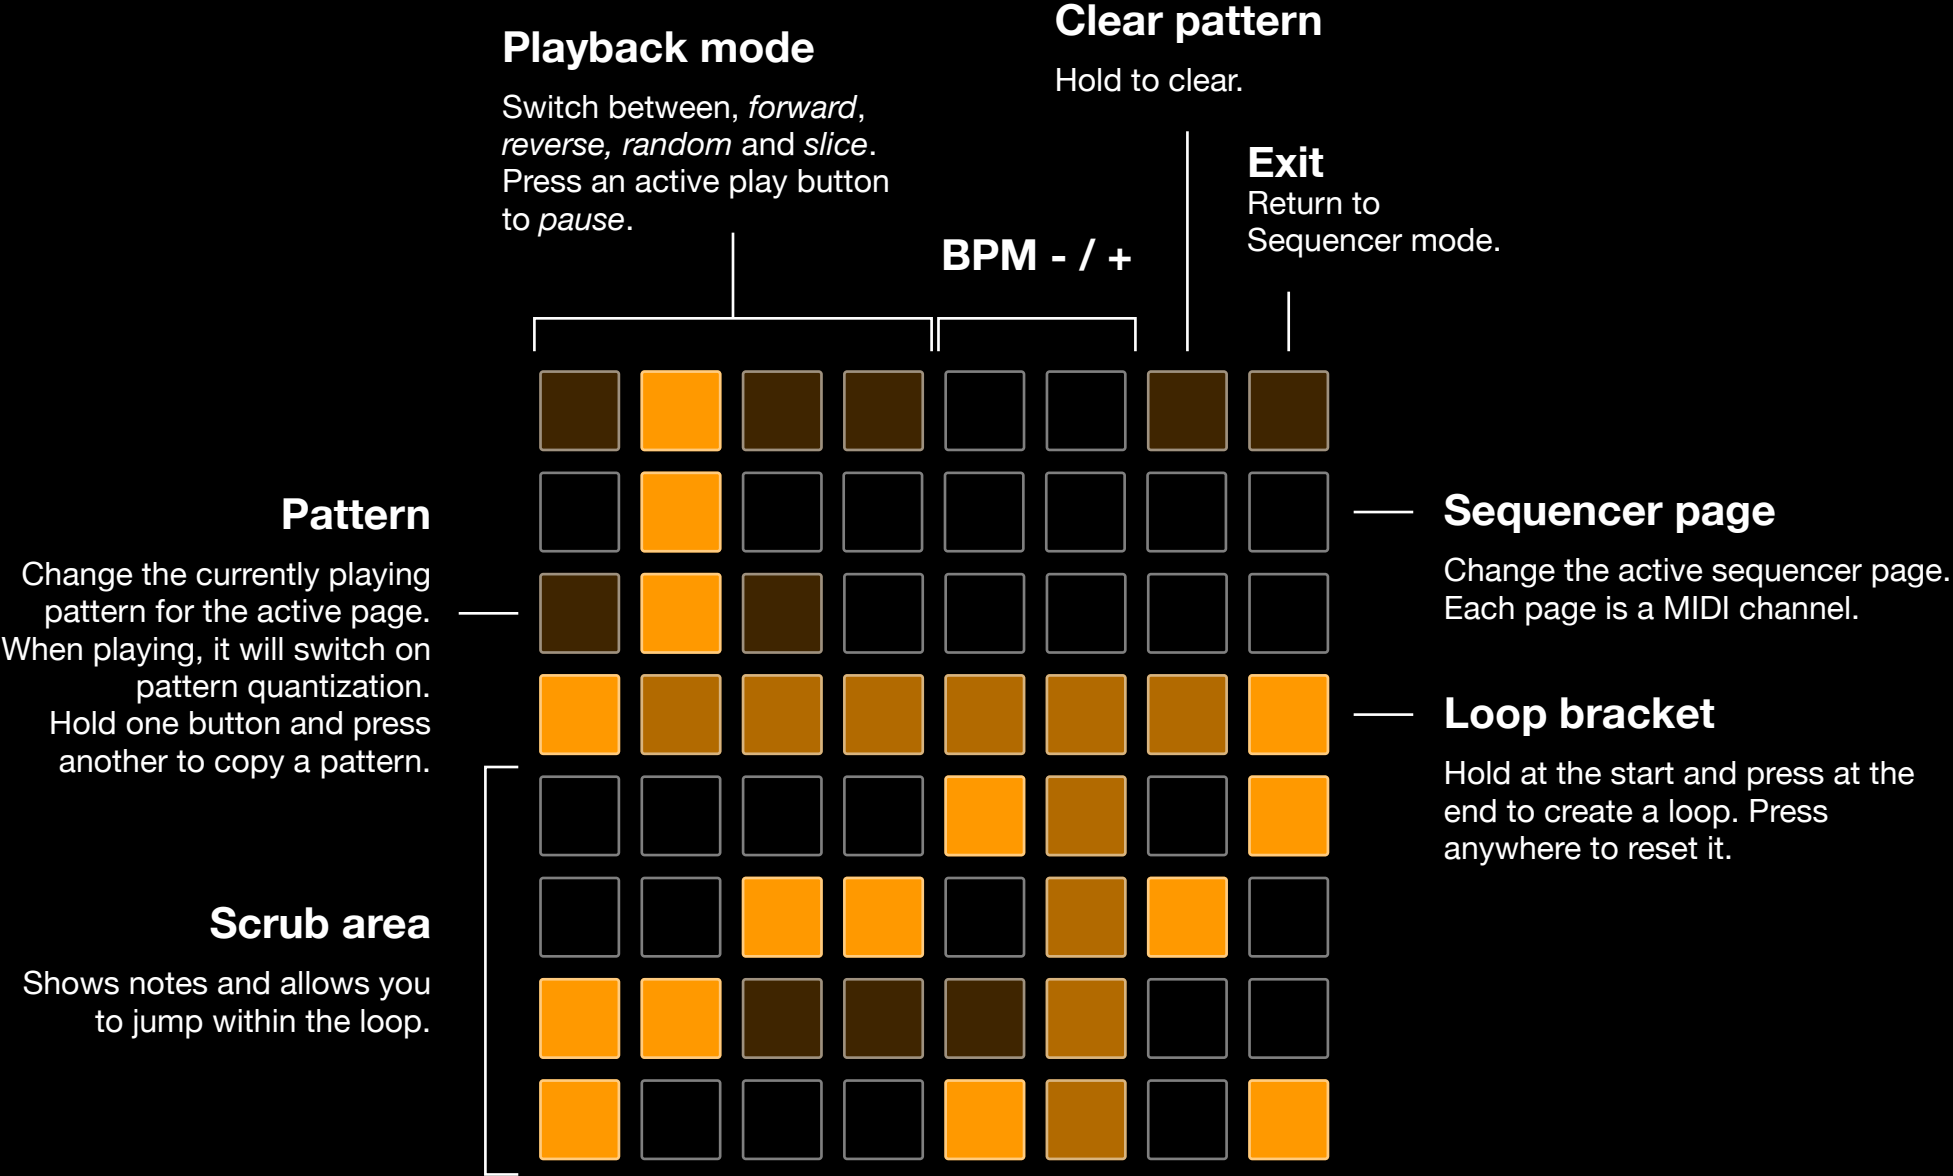 Playback mode
Switch between, forward,
reverse, random and slice.
Press an active play button
to pause.
Clear pattern
Hold to clear.
Exit
Return to
Sequencer mode.
BPM - / +
Pattern
Change the currently playing
pattern for the active page.
When playing, it will switch on
pattern quantization.
Hold one button and press
another to copy a pattern.
Sequencer page
Change the active sequencer page.
Each page is a MIDI channel.
Loop bracket
Hold at the start and press at the
end to create a loop. Press
anywhere to reset it.
Scrub area
Shows notes and allows you
to jump within the loop.